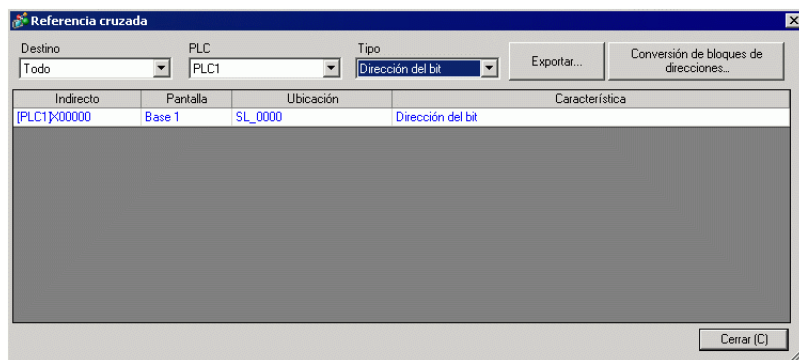 Referencia cruzada
Destino PLC Tipo
Todo PLC1 Dirección del bit Exportar... Conversión de bloques de
direcciones...
Indirecto Pantalla Ubicación Característica
[PLC1]X00000 Base 1 SL_0000 Dirección del bit
Cerrar (C)